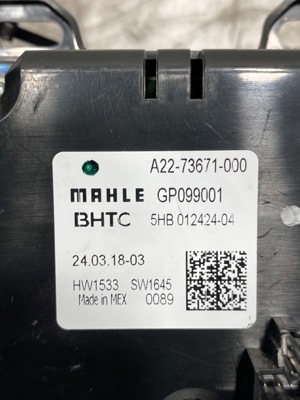 A22-73671-000
MAHLE GP099001
BHTC 5HB 012424-04
24.03.18-03
HW1533 SW1645
Made in MEX 0089